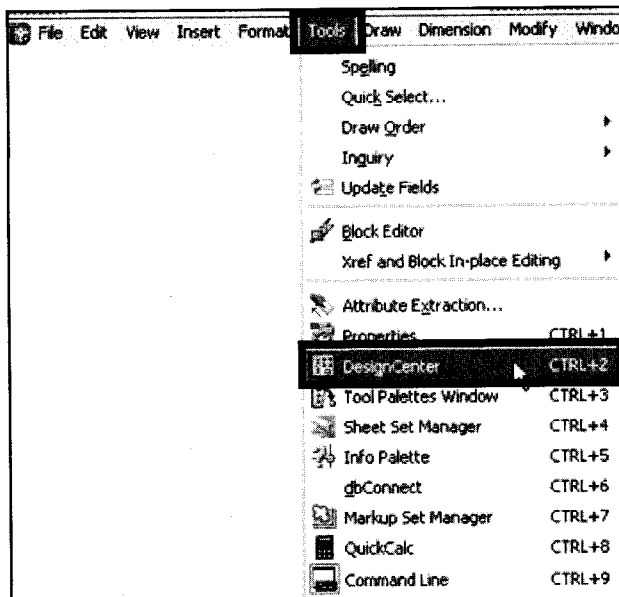 File Edit View Insert Format Tools Draw Dimension Modify Windo
Spelling
Quick Select...
Draw Order
Inquiry
Update Fields
Block Editor
Xref and Block In-place Editing
Attribute Extraction...
Properties CTRL+1
DesignCenter CTRL+2
Tool Palettes Window CTRL+3
Sheet Set Manager CTRL+4
Info Palette CTRL+5
dbConnect CTRL+6
Markup Set Manager CTRL+7
QuickCalc CTRL+8
Command Line CTRL+9